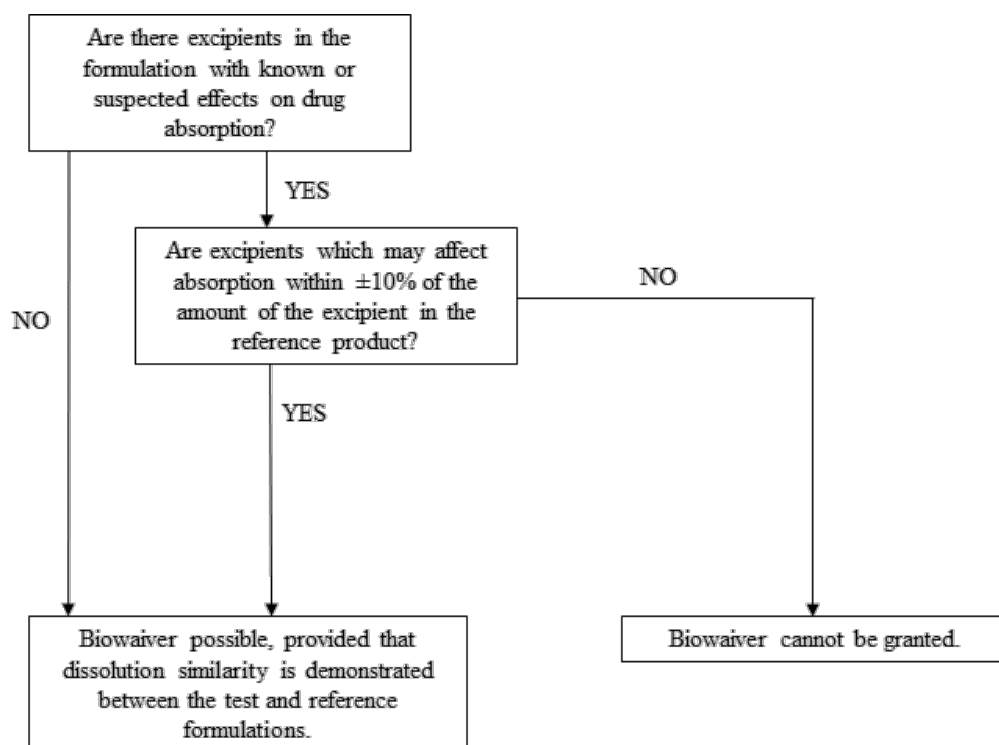 Are there excipients in the
formulation with known or
suspected effects on drug
absorption?
YES
Are excipients which may affect
absorption within ±10% of the
amount of the excipient in the
reference product?
NO
NO
YES
Biowaiver possible, provided that
dissolution similarity is demonstrated
between the test and reference
formulations.
Biowaiver cannot be granted.